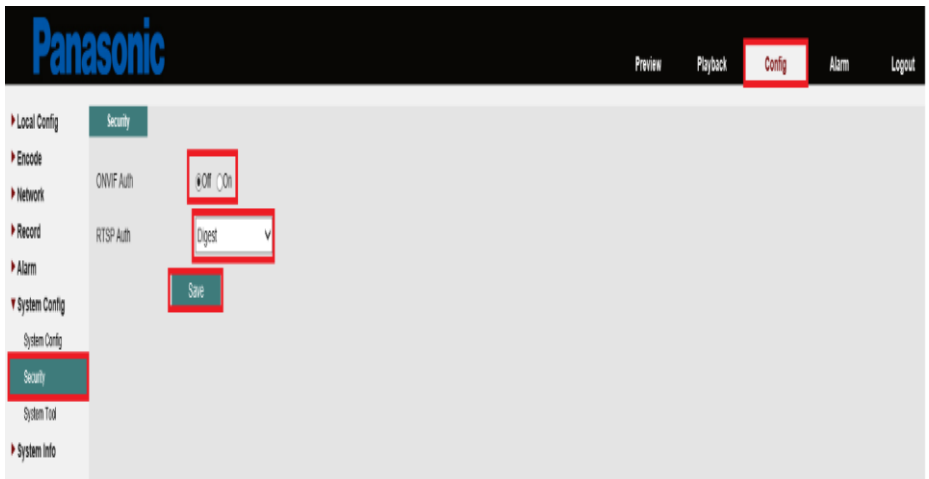 Panasonic
Preview Playback Config Alarm Logout
Local Config
Security
Encode
ONVIF Auth Off On
Network
Record
RTSP Auth Digest
Alarm
Save
System Config
System Config
Security
System Tool
System Info